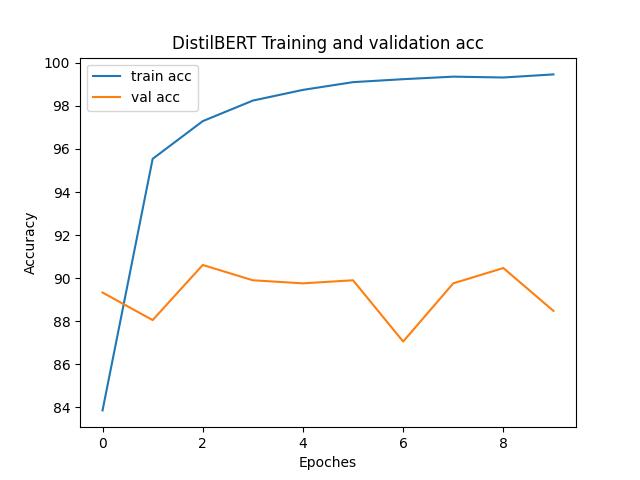 DistilBERT Training and validation acc
train acc
val acc
100
98
96
94
92
90
88
86
84
Accuracy
0 2 4 6 8
Epoches